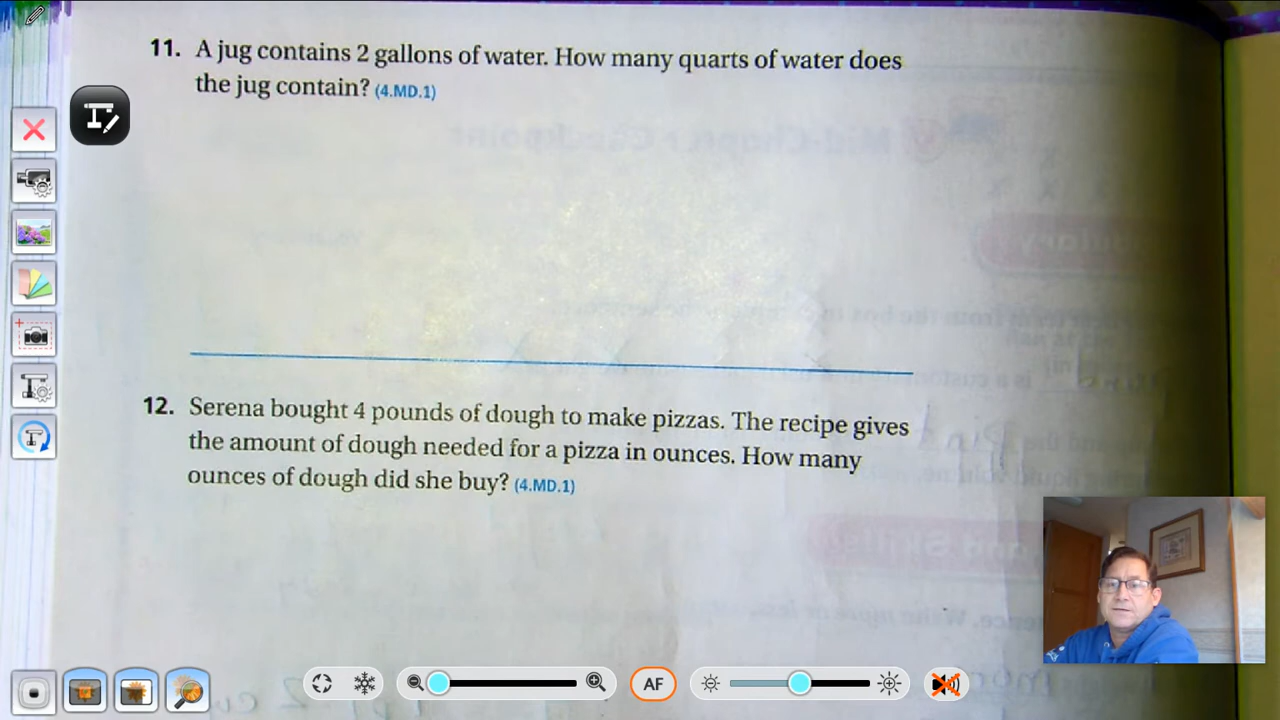 11. A jug contains 2 gallons of water. How many quarts of water does
the jug contain? (4.MD.1)
12. Serena bought 4 pounds of dough to make pizzas. The recipe gives
the amount of dough needed for a pizza in ounces. How many
ounces of dough did she buy? (4.MD.1)
AF